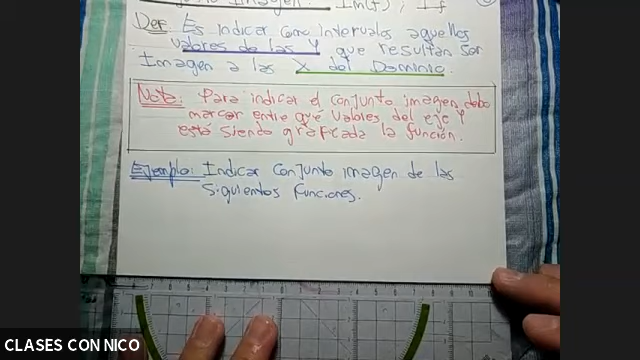 Imagen: Im(f) ; If
Def: Es indicar como intervalos aquellos
valores de las Y que resultan ser
Imagen a las X del Dominio.
Nota: Para indicar el conjunto imagen debo
marcar entre qué valores del eje Y
está siendo graficada la función.
Ejemplo: Indicar conjunto imagen de las
siguientes funciones.
CLASES CON NICO